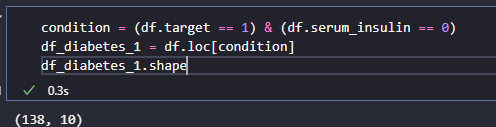 condition = (df.target == 1) & (df.serum_insulin == 0)
df_diabetes_1 = df.loc[condition]
df_diabetes_1.shape
0.3s
(138, 10)